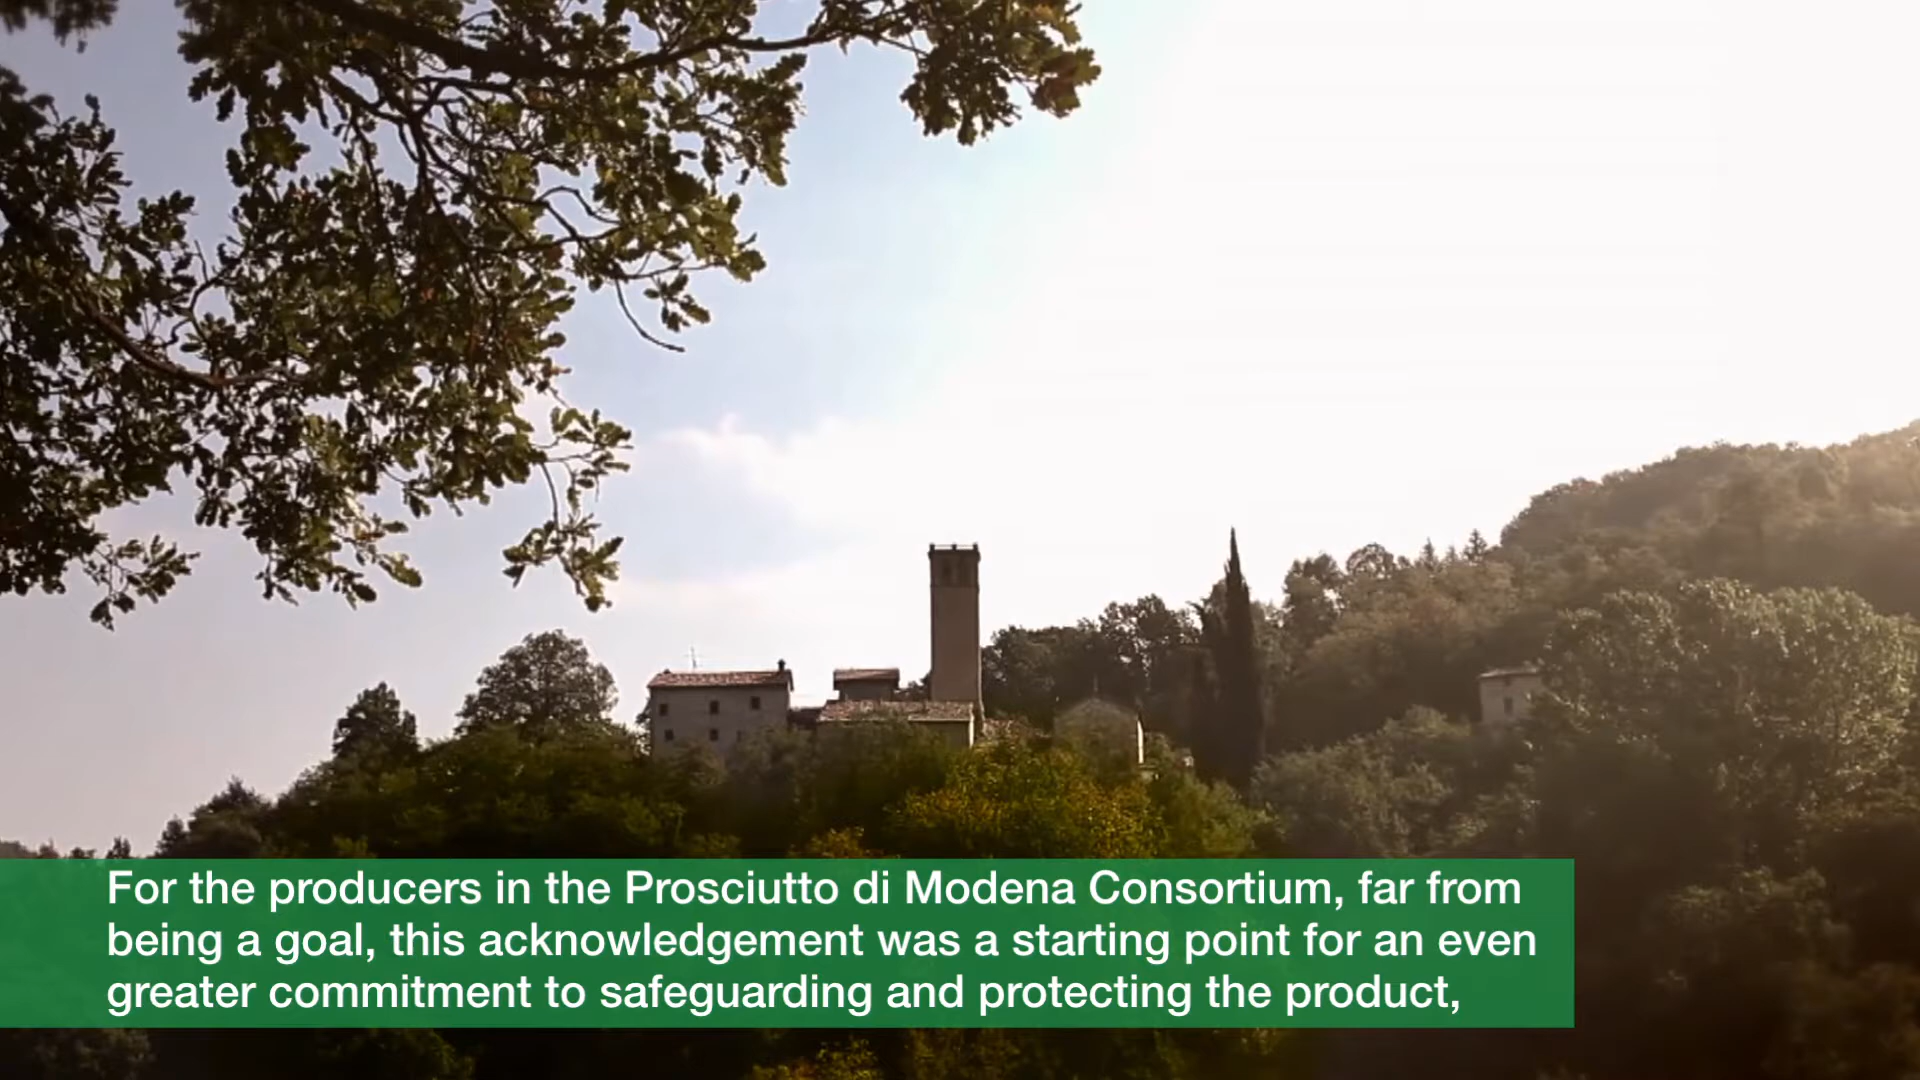 For the producers in the Prosciutto di Modena Consortium, far from
being a goal, this acknowledgement was a starting point for an even
greater commitment to safeguarding and protecting the product,